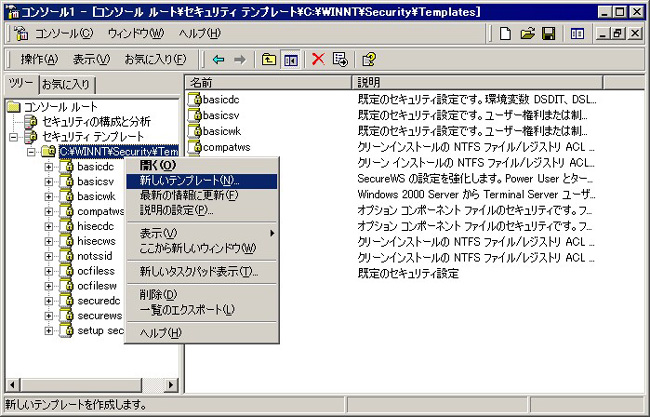 コンソール1 - [コンソール ルート¥セキュリティ テンプレート¥C:¥WINNT¥Security¥Templates]
コンソール(C) ウィンドウ(W) ヘルプ(H)
操作(A) 表示(V) お気に入り(F)
ツリー お気に入り
名前 説明
コンソール ルート
セキュリティの構成と分析
セキュリティ テンプレート
C:¥WINNT¥Security¥Tem
basicdc
basicsv
basicwk
compatws
hisecdc
hisecws
notssid
ocfiless
ocfilesw
securedc
securews
setup sec
開く(O)
新しいテンプレート(N)...
最新の情報に更新(F)
説明の設定(P)...
表示(V)
ここから新しいウィンドウ(W)
新しいタスクパッド表示(T)...
削除(D)
一覧のエクスポート(L)
ヘルプ(H)
basicdc 既定のセキュリティ設定です。環境変数 DSDIT、DSL...
basicsv 既定のセキュリティ設定です。ユーザー権利または制...
basicwk 既定のセキュリティ設定です。ユーザー権利または制...
compatws クリーンインストールの NTFS ファイル/レジストリ ACL ...
クリーン インストールの NTFS ファイル/レジストリ ACL ...
SecureWS の設定を強化します。Power User とター...
Windows 2000 Server から Terminal Server ユーザ...
オプション コンポーネント ファイルのセキュリティです。フ...
オプション コンポーネント ファイルのセキュリティです。フ...
クリーンインストールの NTFS ファイル/レジストリ ACL ...
クリーンインストールの NTFS ファイル/レジストリ ACL ...
既定のセキュリティ設定
新しいテンプレートを作成します。